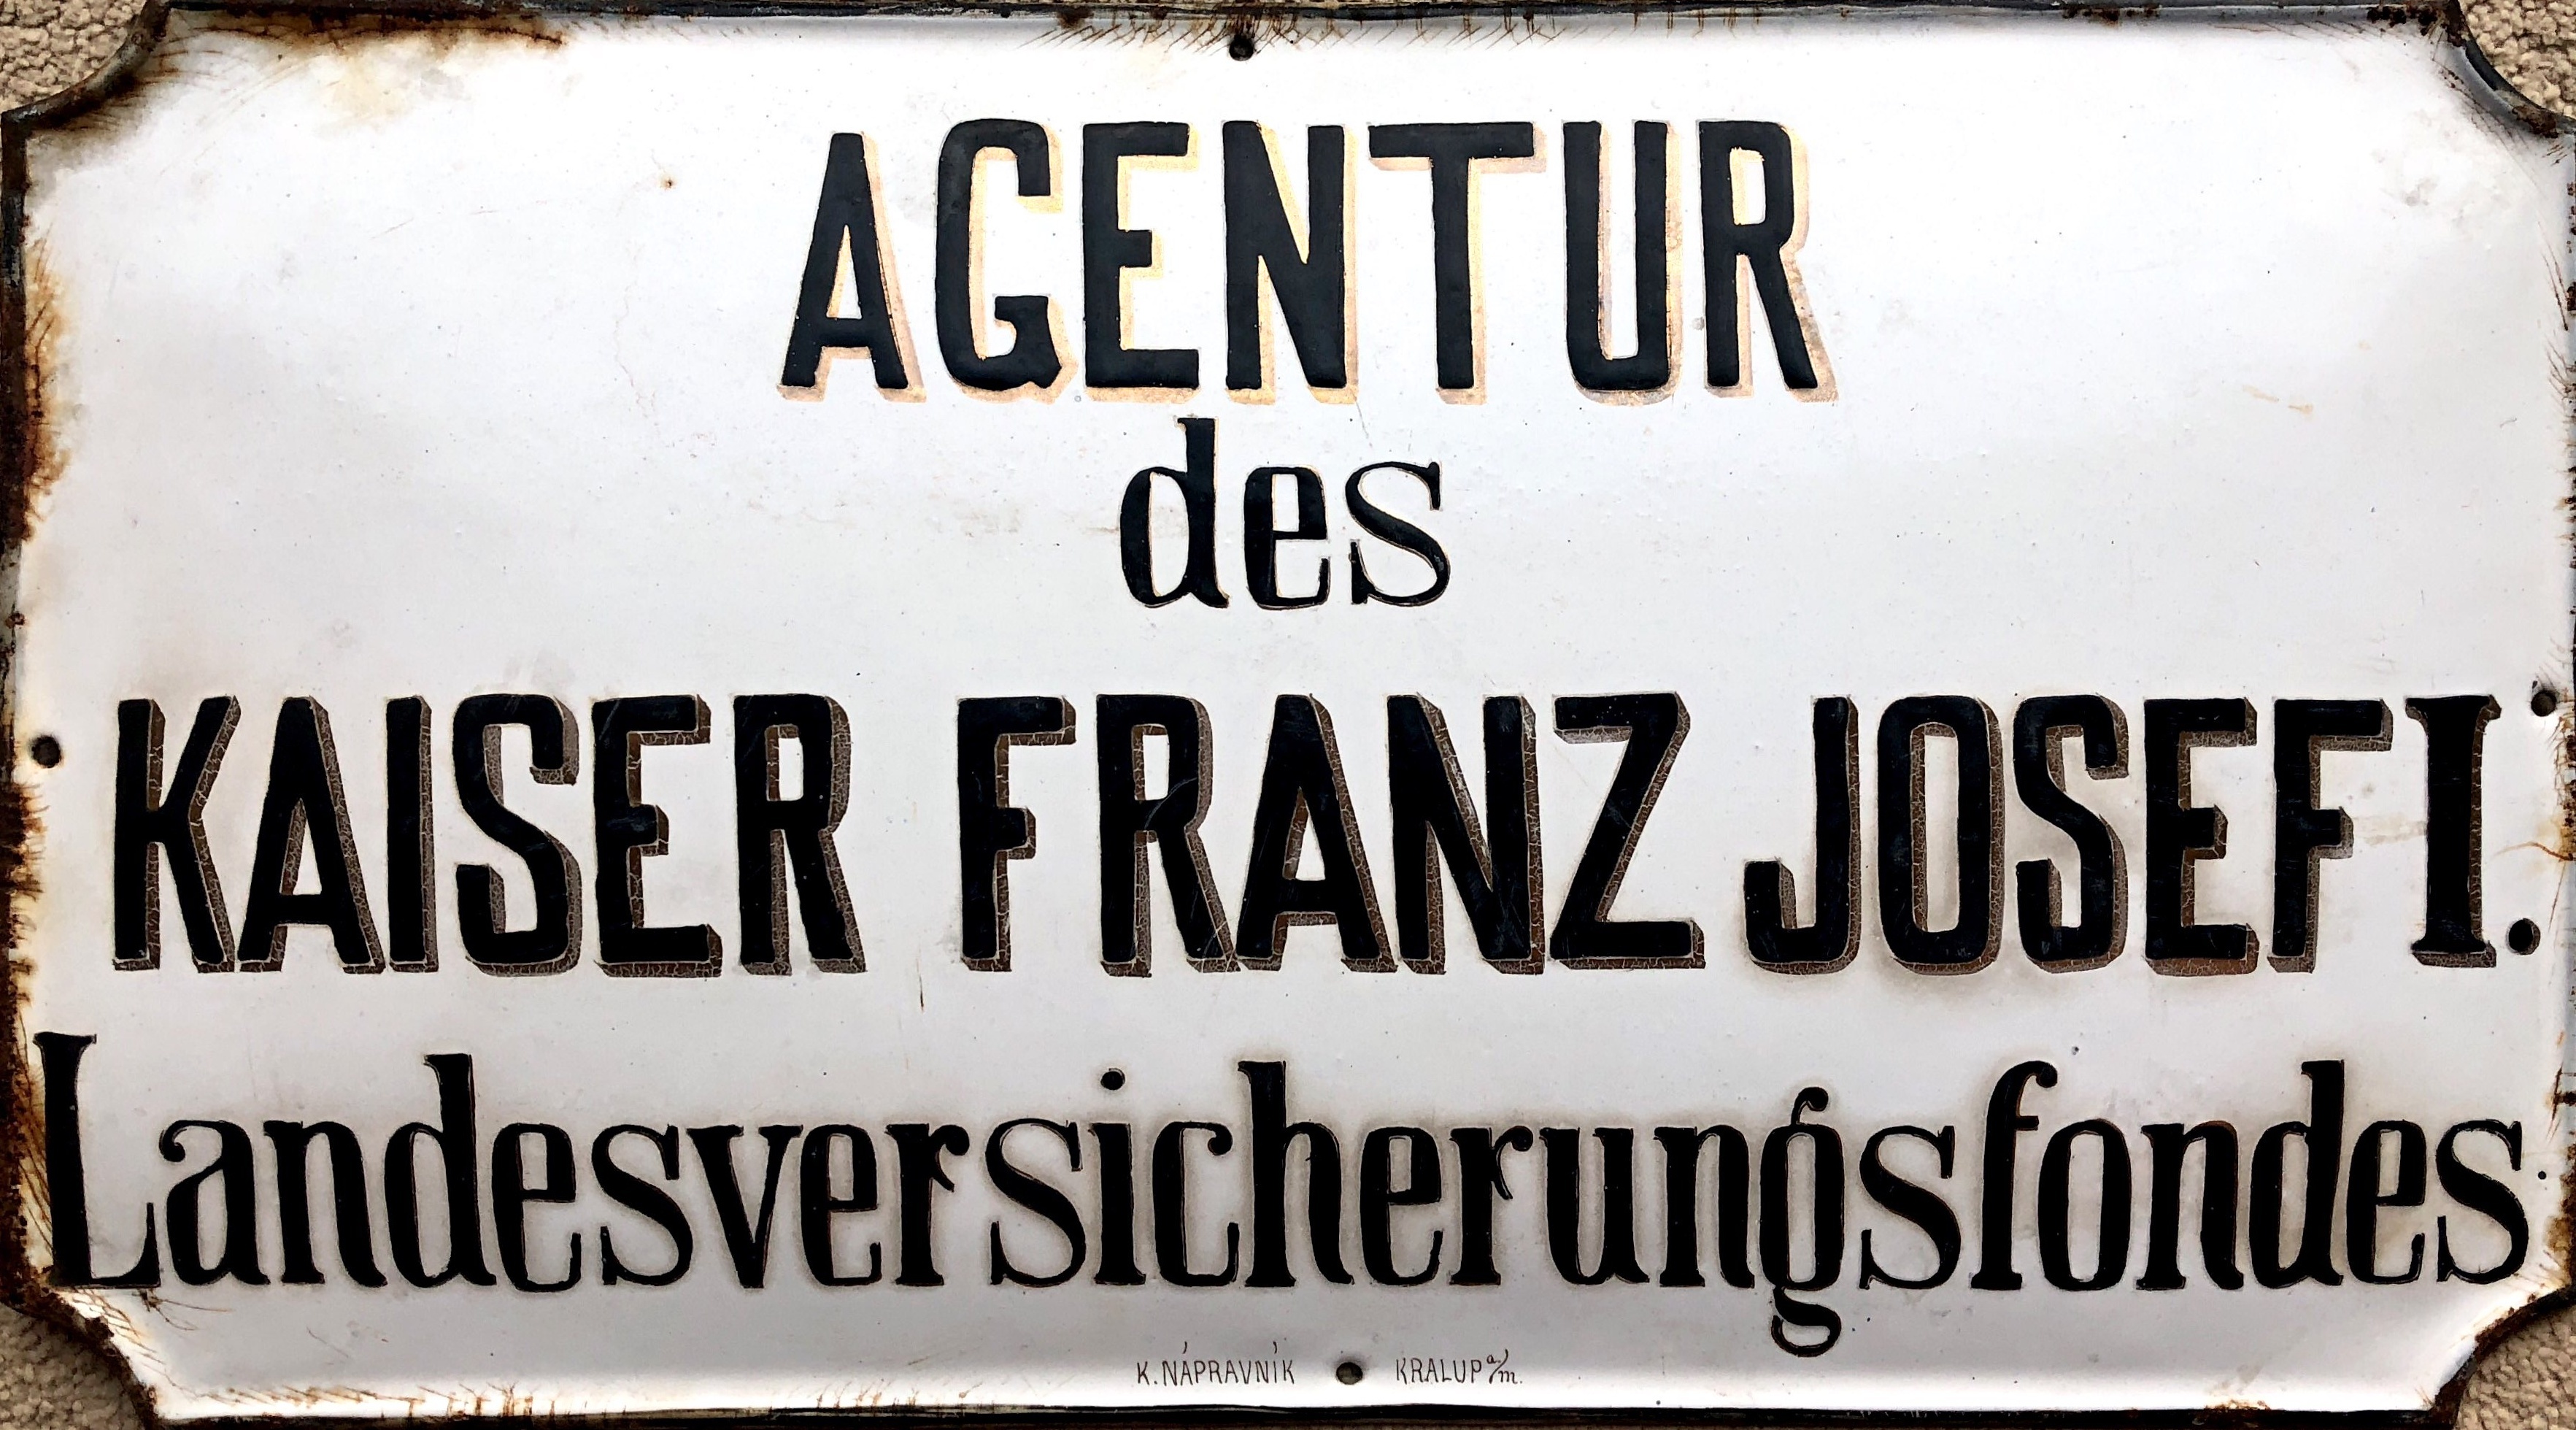 AGENTUR
des
KAISER FRANZ JOSEF I.
Landesversicherungsfondes
K. NÁPRAVNÍK KRALUP a/m.